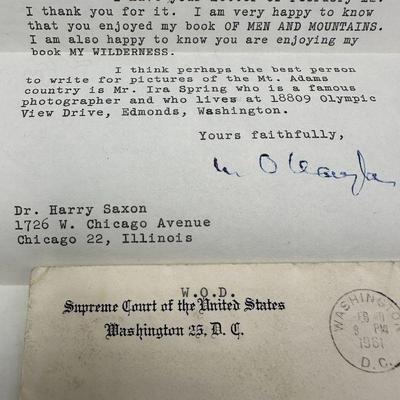 I thank you for it. I am very happy to know
that you enjoyed my book OF MEN AND MOUNTAINS.
I am also happy to know you are enjoying my
book MY WILDERNESS.
I think perhaps the best person
to write for pictures of the Mt. Adams
country is Mr. Ira Spring who is a famous
photographer and who lives at 18809 Olympic
View Drive, Edmonds, Washington.
Yours faithfully,
Dr. Harry Saxon
1726 W. Chicago Avenue
Chicago 22, Illinois
W.O.D.
Supreme Court of the United States
Washington 25, D. C.
WASHINGTON
PM
1961
D.C.